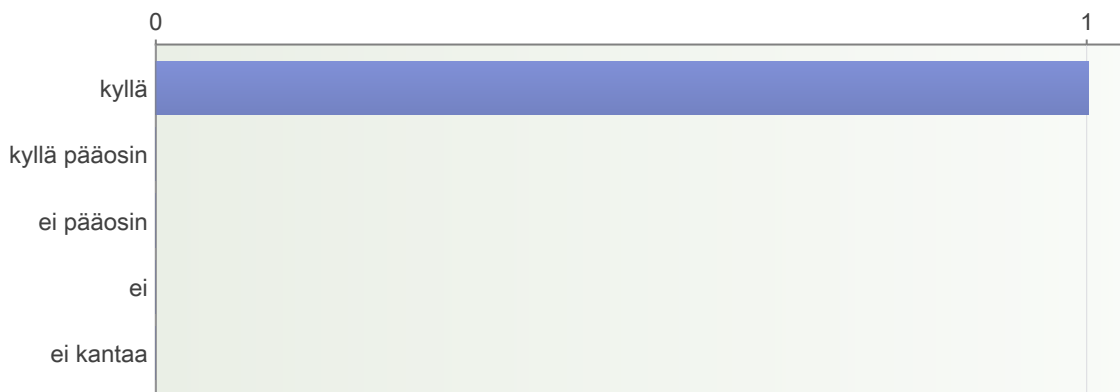 0 1
kyllä
kyllä pääosin
ei pääosin
ei
ei kantaa